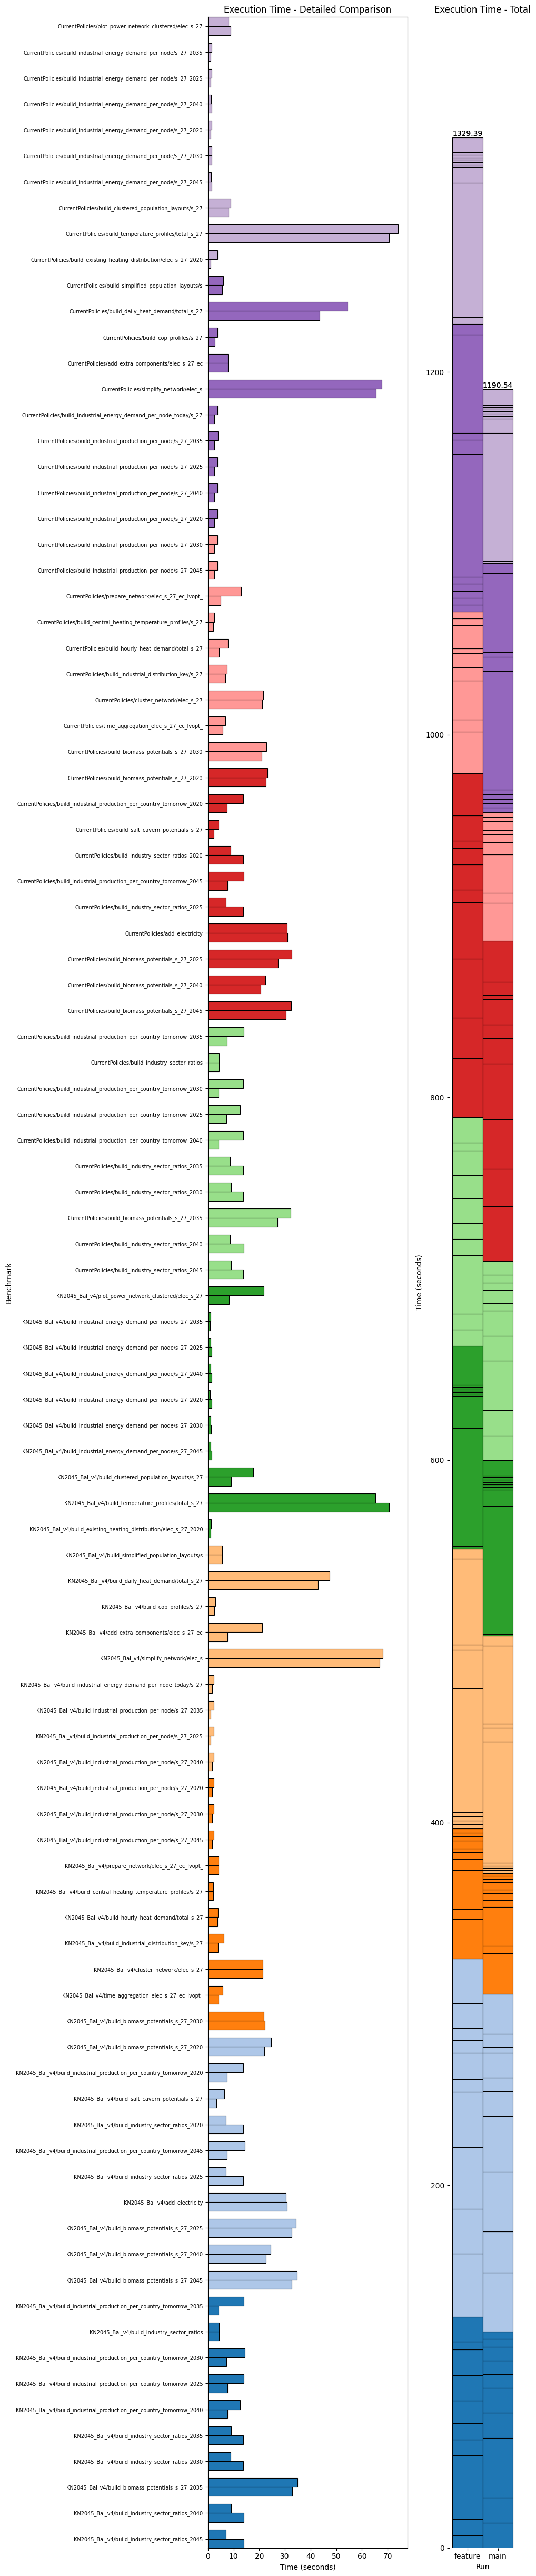 Execution Time - Detailed Comparison
Execution Time - Total
CurrentPolicies/plot_power_network_clustered/elec_s_27
CurrentPolicies/build_industrial_energy_demand_per_node/s_27_2035
CurrentPolicies/build_industrial_energy_demand_per_node/s_27_2025
CurrentPolicies/build_industrial_energy_demand_per_node/s_27_2040
CurrentPolicies/build_industrial_energy_demand_per_node/s_27_2020
CurrentPolicies/build_industrial_energy_demand_per_node/s_27_2030
CurrentPolicies/build_industrial_energy_demand_per_node/s_27_2045
CurrentPolicies/build_clustered_population_layouts/s_27
CurrentPolicies/build_temperature_profiles/total_s_27
CurrentPolicies/build_existing_heating_distribution/elec_s_27_2020
CurrentPolicies/build_simplified_population_layouts/s
CurrentPolicies/build_daily_heat_demand/total_s_27
CurrentPolicies/build_cop_profiles/s_27
CurrentPolicies/add_extra_components/elec_s_27_ec
CurrentPolicies/simplify_network/elec_s
CurrentPolicies/build_industrial_energy_demand_per_node_today/s_27
CurrentPolicies/build_industrial_production_per_node/s_27_2035
CurrentPolicies/build_industrial_production_per_node/s_27_2025
CurrentPolicies/build_industrial_production_per_node/s_27_2040
CurrentPolicies/build_industrial_production_per_node/s_27_2020
CurrentPolicies/build_industrial_production_per_node/s_27_2030
CurrentPolicies/build_industrial_production_per_node/s_27_2045
CurrentPolicies/prepare_network/elec_s_27_ec_lvopt_
CurrentPolicies/build_central_heating_temperature_profiles/s_27
CurrentPolicies/build_hourly_heat_demand/total_s_27
CurrentPolicies/build_industrial_distribution_key/s_27
CurrentPolicies/cluster_network/elec_s_27
CurrentPolicies/time_aggregation_elec_s_27_ec_lvopt_
CurrentPolicies/build_biomass_potentials_s_27_2030
CurrentPolicies/build_biomass_potentials_s_27_2020
CurrentPolicies/build_industrial_production_per_country_tomorrow_2020
CurrentPolicies/build_salt_cavern_potentials_s_27
CurrentPolicies/build_industry_sector_ratios_2020
CurrentPolicies/build_industrial_production_per_country_tomorrow_2045
CurrentPolicies/build_industry_sector_ratios_2025
CurrentPolicies/add_electricity
CurrentPolicies/build_biomass_potentials_s_27_2025
CurrentPolicies/build_biomass_potentials_s_27_2040
CurrentPolicies/build_biomass_potentials_s_27_2045
CurrentPolicies/build_industrial_production_per_country_tomorrow_2035
CurrentPolicies/build_industry_sector_ratios
CurrentPolicies/build_industrial_production_per_country_tomorrow_2030
CurrentPolicies/build_industrial_production_per_country_tomorrow_2025
CurrentPolicies/build_industrial_production_per_country_tomorrow_2040
CurrentPolicies/build_industry_sector_ratios_2035
CurrentPolicies/build_industry_sector_ratios_2030
CurrentPolicies/build_biomass_potentials_s_27_2035
CurrentPolicies/build_industry_sector_ratios_2040
CurrentPolicies/build_industry_sector_ratios_2045
KN2045_Bal_v4/plot_power_network_clustered/elec_s_27
KN2045_Bal_v4/build_industrial_energy_demand_per_node/s_27_2035
KN2045_Bal_v4/build_industrial_energy_demand_per_node/s_27_2025
KN2045_Bal_v4/build_industrial_energy_demand_per_node/s_27_2040
KN2045_Bal_v4/build_industrial_energy_demand_per_node/s_27_2020
KN2045_Bal_v4/build_industrial_energy_demand_per_node/s_27_2030
KN2045_Bal_v4/build_industrial_energy_demand_per_node/s_27_2045
KN2045_Bal_v4/build_clustered_population_layouts/s_27
KN2045_Bal_v4/build_temperature_profiles/total_s_27
KN2045_Bal_v4/build_existing_heating_distribution/elec_s_27_2020
KN2045_Bal_v4/build_simplified_population_layouts/s
KN2045_Bal_v4/build_daily_heat_demand/total_s_27
KN2045_Bal_v4/build_cop_profiles/s_27
KN2045_Bal_v4/add_extra_components/elec_s_27_ec
KN2045_Bal_v4/simplify_network/elec_s
KN2045_Bal_v4/build_industrial_energy_demand_per_node_today/s_27
KN2045_Bal_v4/build_industrial_production_per_node/s_27_2035
KN2045_Bal_v4/build_industrial_production_per_node/s_27_2025
KN2045_Bal_v4/build_industrial_production_per_node/s_27_2040
KN2045_Bal_v4/build_industrial_production_per_node/s_27_2020
KN2045_Bal_v4/build_industrial_production_per_node/s_27_2030
KN2045_Bal_v4/build_industrial_production_per_node/s_27_2045
KN2045_Bal_v4/prepare_network/elec_s_27_ec_lvopt_
KN2045_Bal_v4/build_central_heating_temperature_profiles/s_27
KN2045_Bal_v4/build_hourly_heat_demand/total_s_27
KN2045_Bal_v4/build_industrial_distribution_key/s_27
KN2045_Bal_v4/cluster_network/elec_s_27
KN2045_Bal_v4/time_aggregation_elec_s_27_ec_lvopt_
KN2045_Bal_v4/build_biomass_potentials_s_27_2030
KN2045_Bal_v4/build_biomass_potentials_s_27_2020
KN2045_Bal_v4/build_industrial_production_per_country_tomorrow_2020
KN2045_Bal_v4/build_salt_cavern_potentials_s_27
KN2045_Bal_v4/build_industry_sector_ratios_2020
KN2045_Bal_v4/build_industrial_production_per_country_tomorrow_2045
KN2045_Bal_v4/build_industry_sector_ratios_2025
KN2045_Bal_v4/add_electricity
KN2045_Bal_v4/build_biomass_potentials_s_27_2025
KN2045_Bal_v4/build_biomass_potentials_s_27_2040
KN2045_Bal_v4/build_biomass_potentials_s_27_2045
KN2045_Bal_v4/build_industrial_production_per_country_tomorrow_2035
KN2045_Bal_v4/build_industry_sector_ratios
KN2045_Bal_v4/build_industrial_production_per_country_tomorrow_2030
KN2045_Bal_v4/build_industrial_production_per_country_tomorrow_2025
KN2045_Bal_v4/build_industrial_production_per_country_tomorrow_2040
KN2045_Bal_v4/build_industry_sector_ratios_2035
KN2045_Bal_v4/build_industry_sector_ratios_2030
KN2045_Bal_v4/build_biomass_potentials_s_27_2035
KN2045_Bal_v4/build_industry_sector_ratios_2040
KN2045_Bal_v4/build_industry_sector_ratios_2045
Benchmark
0 10 20 30 40 50 60 70
Time (seconds)
1329.39
1190.54
1200
1000
800
600
400
200
0
Time (seconds)
feature main
Run